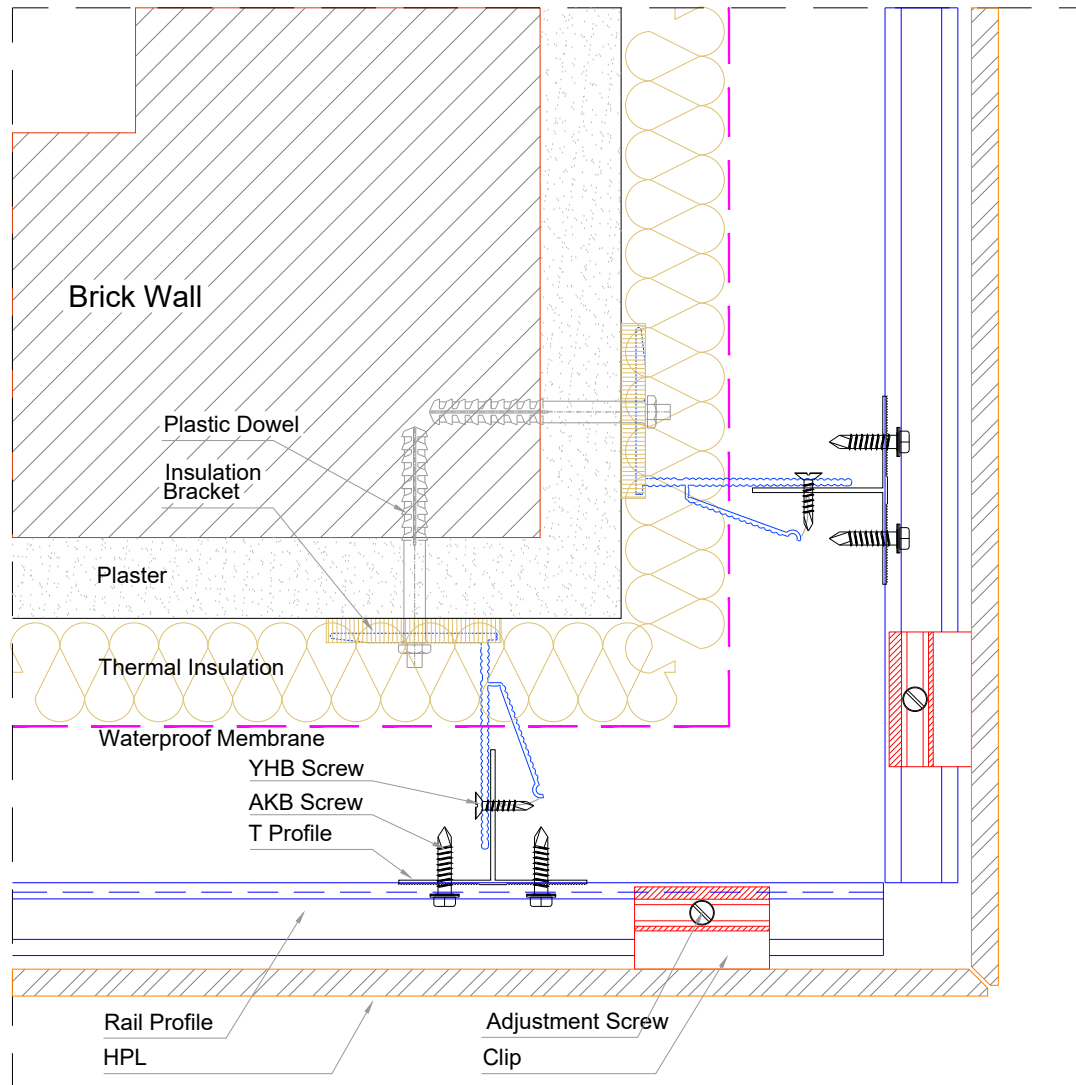 Brick Wall
Plastic Dowel
Insulation
Bracket
Plaster
Thermal Insulation
Waterproof Membrane
YHB Screw
AKB Screw
T Profile
Rail Profile
HPL
Adjustment Screw
Clip